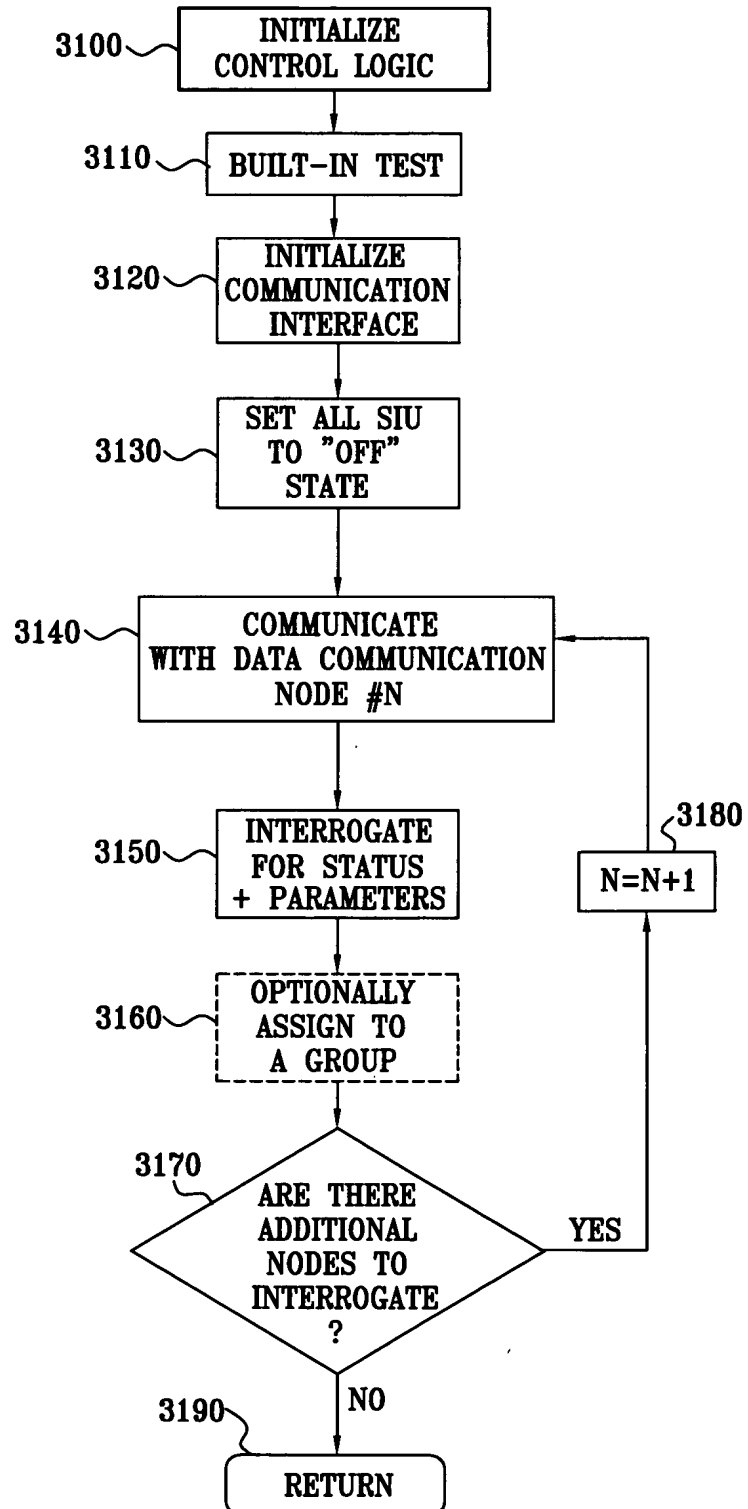 3100
INITIALIZE
CONTROL LOGIC
3110
BUILT-IN TEST
3120
INITIALIZE
COMMUNICATION
INTERFACE
3130
SET ALL SIU
TO "OFF"
STATE
3140
COMMUNICATE
WITH DATA COMMUNICATION
NODE #N
3150
INTERROGATE
FOR STATUS
+ PARAMETERS
3180
N=N+1
3160
OPTIONALLY
ASSIGN TO
A GROUP
3170
ARE THERE
ADDITIONAL
NODES TO
INTERROGATE
?
YES
NO
3190
RETURN